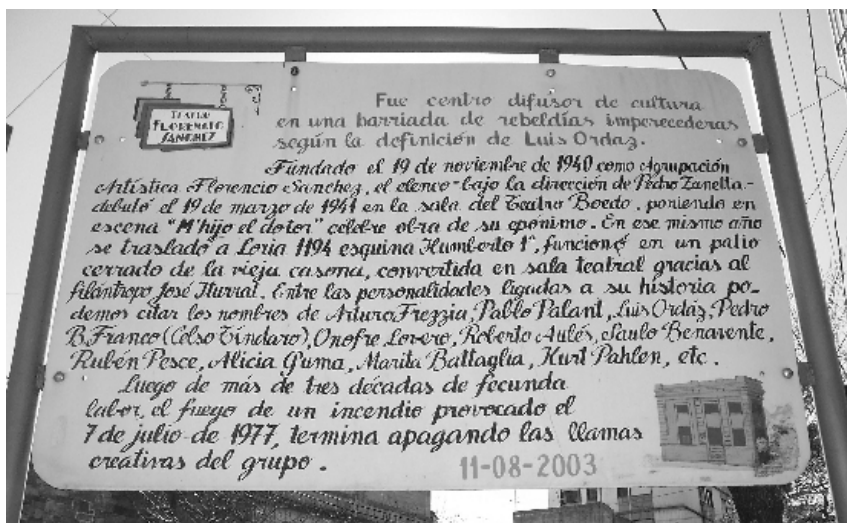 TEATRO
FLORENCIO
SANCHEZ
Fue centro difusor de cultura
en una barriada de rebeldías imperecederas
según la definición de Luis Ordaz.
Fundado el 19 de noviembre de 1940 como Agrupación
Artística Florencio Sánchez, el elenco-bajo la dirección de Pedro Zanetta-
debutó el 19 de marzo de 1941 en la sala del Teatro Boedo, poniendo en
escena "M'hijo el dotor" célebre obra de su epónimo. En ese mismo año
se trasladó a Loria 1194 esquina Humberto 1º, funcionó en un patio
cerrado de la vieja casona, convertida en sala teatral gracias al
filántropo José Iturrat. Entre las personalidades ligadas a su historia po-
demos citar los nombres de Arturo Frezzia, Pablo Palant, Luis Ordáz, Pedro
B. Franco (Celso Tíndaro), Onofre Lovero, Roberto Aulés, Saulo Benavente,
Rubén Pesce, Alicia Guma, Marita Battaglia, Kurt Pahlen, etc.
Luego de más de tres décadas de fecunda
labor, el fuego de un incendio provocado el
7 de julio de 1977, termina apagando las llamas
creativas del grupo.
11-08-2003